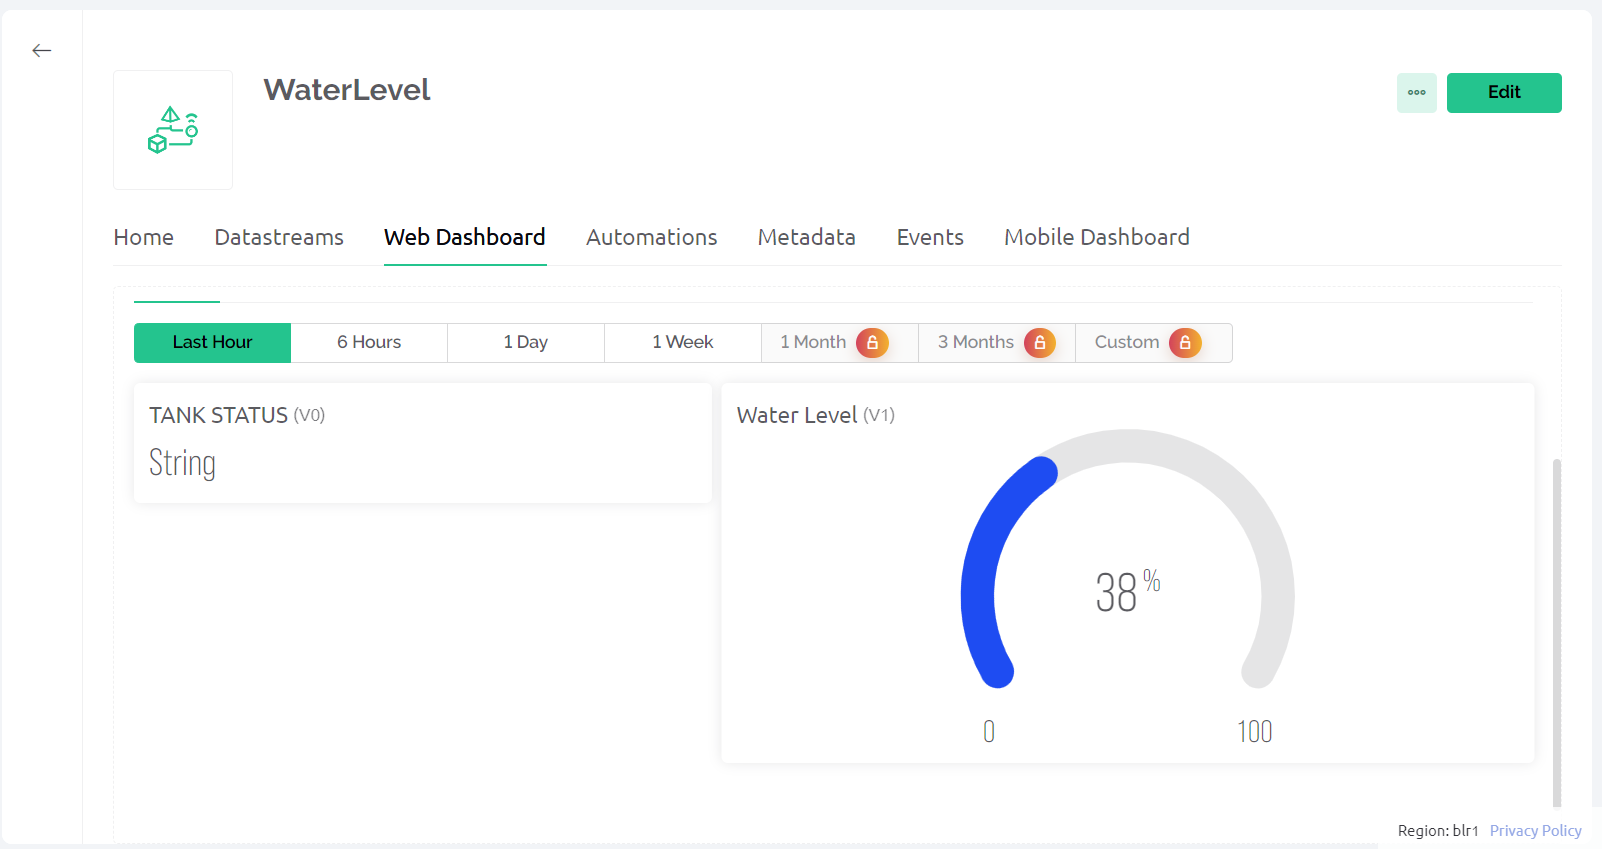 WaterLevel
Edit
Home Datastreams Web Dashboard Automations Metadata Events Mobile Dashboard
Last Hour 6 Hours 1 Day 1 Week 1 Month 3 Months Custom
TANK STATUS (V0)
String
Water Level (V1)
38 %
0 100
Region: blr1 Privacy Policy